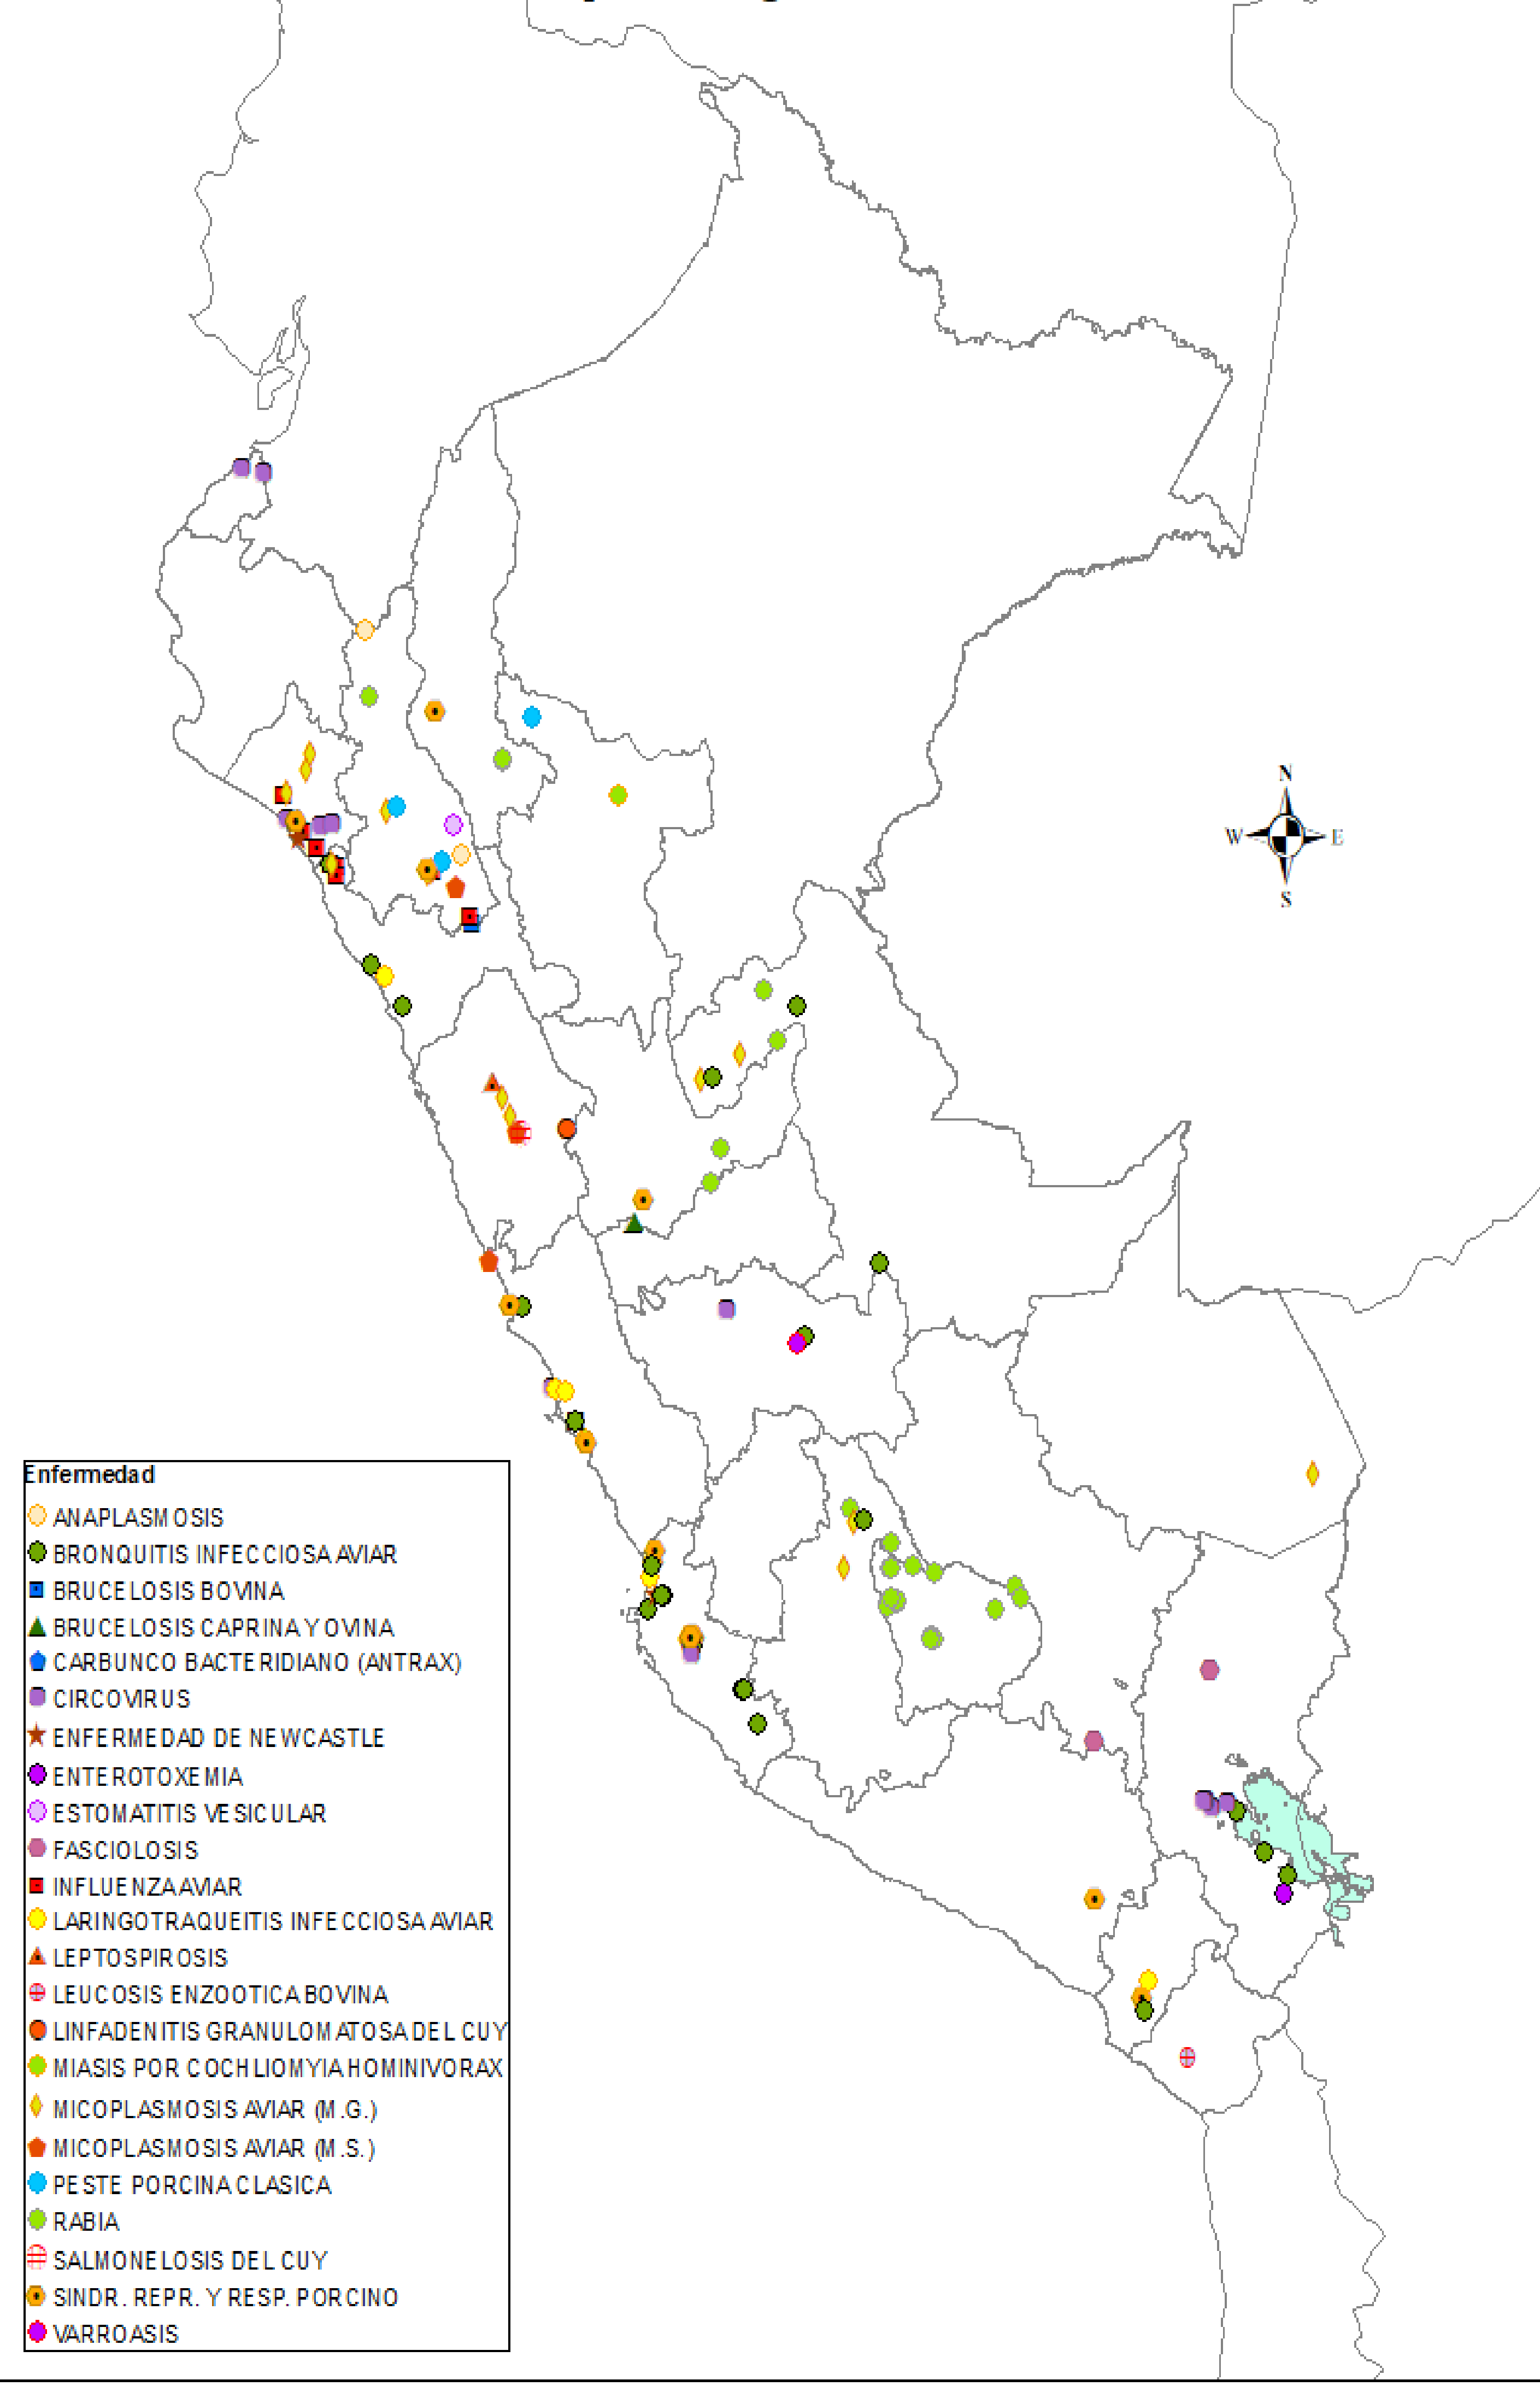 N
W
E
S
Enfermedad
ANAPLASMOSIS
BRONQUITIS INFECCIOSA AVIAR
BRUCELOSIS BOVINA
BRUCELOSIS CAPRINA Y OVINA
CARBUNCO BACTERIDIANO (ANTRAX)
CIRCOVIRUS
ENFERMEDAD DE NEWCASTLE
ENTEROTOXEMIA
ESTOMATITIS VESICULAR
FASCIOLOSIS
INFLUENZA AVIAR
LARINGOTRAQUEITIS INFECCIOSA AVIAR
LEPTOSPIROSIS
LEUCOSIS ENZOOTICA BOVINA
LINFADENITIS GRANULOMATOSA DEL CUY
MIASIS POR COCHLIOMYIA HOMINIVORAX
MICOPLASMOSIS AVIAR (M.G.)
MICOPLASMOSIS AVIAR (M.S.)
PESTE PORCINA CLASICA
RABIA
SALMONELOSIS DEL CUY
SINDR. REPR. Y RESP. PORCINO
VARROASIS